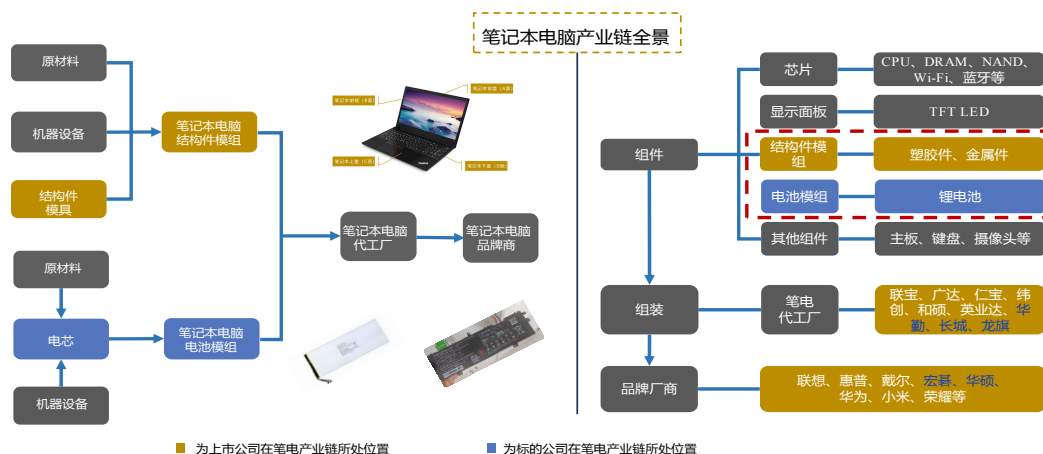 笔记本电脑产业链全景
原材料
机器设备
结构件
模具
笔记本电脑
结构件模组
原材料
电芯
机器设备
笔记本电脑
电池模组
笔记本电脑
代工厂
笔记本电脑
品牌商
组件
组装
品牌厂商
芯片
CPU、DRAM、NAND、
Wi-Fi、蓝牙等
显示面板
TFT LED
结构件模
组
塑胶件、金属件
电池模组
锂电池
其他组件
主板、键盘、摄像头等
笔电
代工厂
联宝、广达、仁宝、纬
创、和硕、英业达、华
勤、长城、龙旗
联想、惠普、戴尔、宏碁、华硕、
华为、小米、荣耀等
为上市公司在笔电产业链所处位置
为标的公司在笔电产业链所处位置